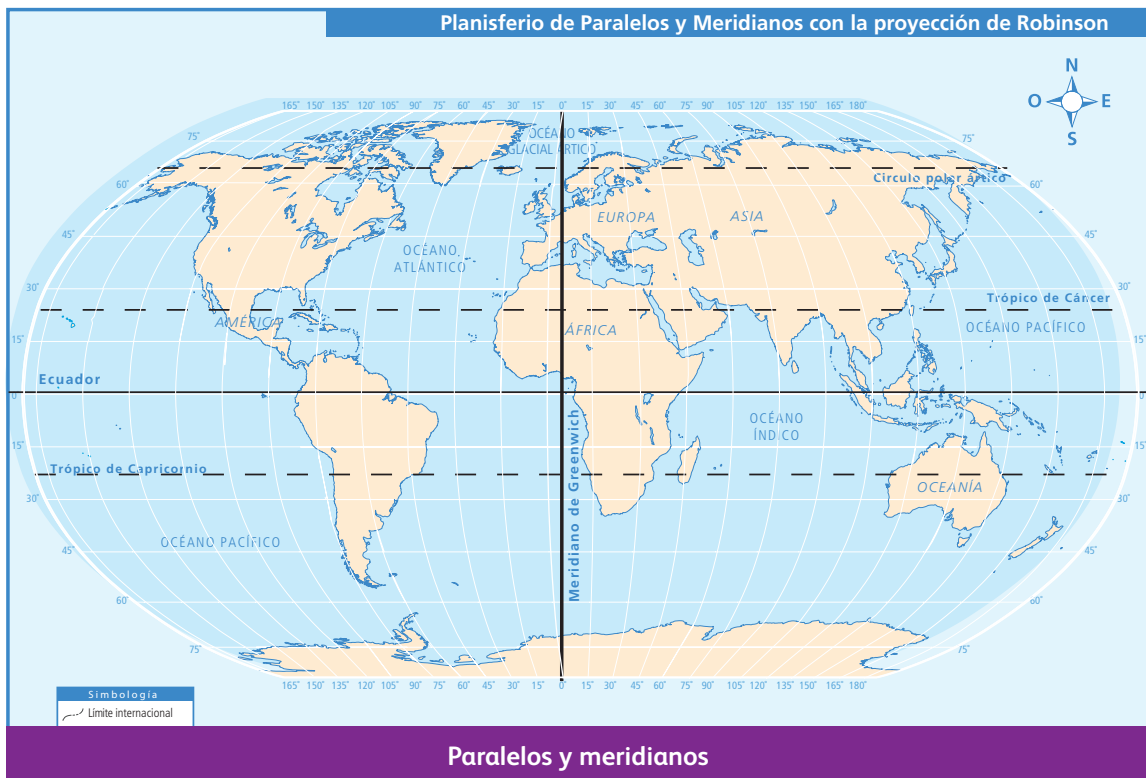 Planisferio de Paralelos y Meridianos con la proyección de Robinson
N
O E
S
165° 150° 135° 120° 105° 90° 75° 60° 45° 30° 15° 0° 15° 30° 45° 60° 75° 90° 105° 120° 135° 150° 165° 180°
75° 75°
OCÉANO
GLACIAL ÁRTICO
Círculo polar ártico
60° 60°
EUROPA ASIA
45° 45°
OCÉANO
ATLÁNTICO
30° 30°
Trópico de Cáncer
AMÉRICA ÁFRICA OCÉANO PACÍFICO
15° 15°
Ecuador
0° 0°
Meridiano de Greenwich
OCÉANO
ÍNDICO
15° 15°
Trópico de Capricornio
OCEANÍA
30° 30°
OCÉANO PACÍFICO
45° 45°
60° 60°
75° 75°
165° 150° 135° 120° 105° 90° 75° 60° 45° 30° 15° 0° 15° 30° 45° 60° 75° 90° 105° 120° 135° 150° 165° 180°
Simbología
Límite internacional
Paralelos y meridianos